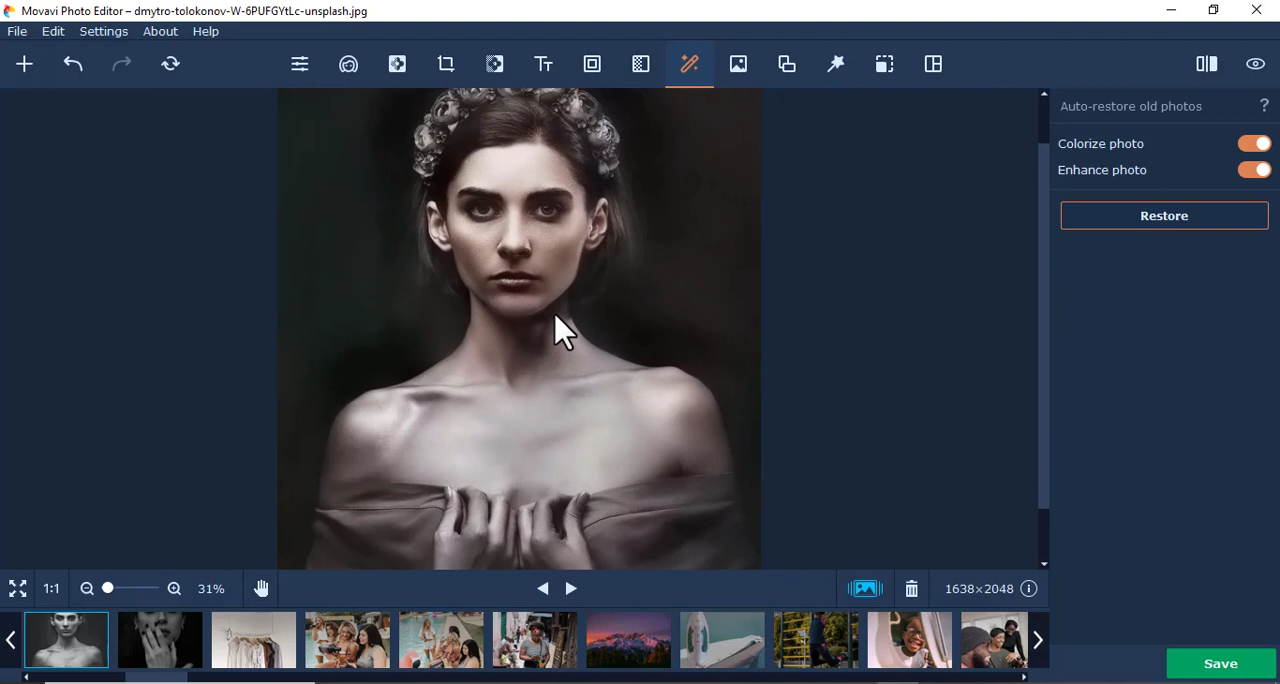 Movavi Photo Editor – dmytro-tolokonov-W-6PUFGYtLc-unsplash.jpg
File Edit Settings About Help
Auto-restore old photos ?
Colorize photo
Enhance photo
Restore
1:1 31% 1638×2048
Save